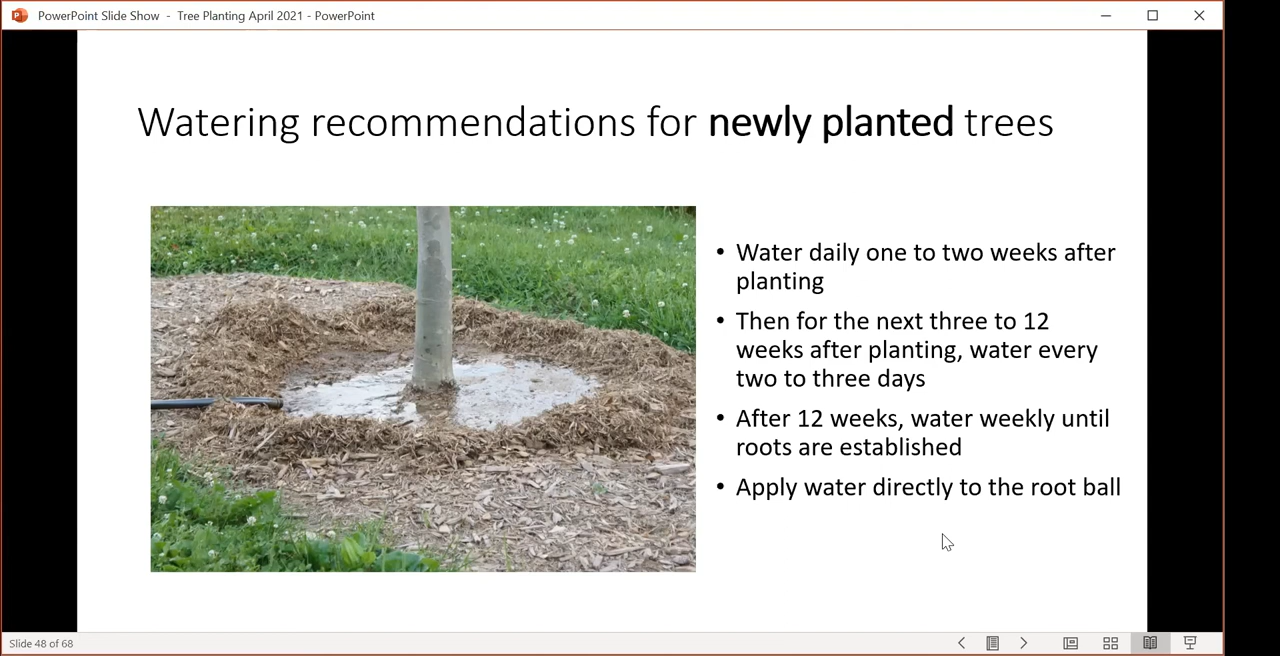 PowerPoint Slide Show - Tree Planting April 2021 - PowerPoint
Watering recommendations for newly planted trees
• Water daily one to two weeks after
planting
• Then for the next three to 12
weeks after planting, water every
two to three days
• After 12 weeks, water weekly until
roots are established
• Apply water directly to the root ball
Slide 48 of 68